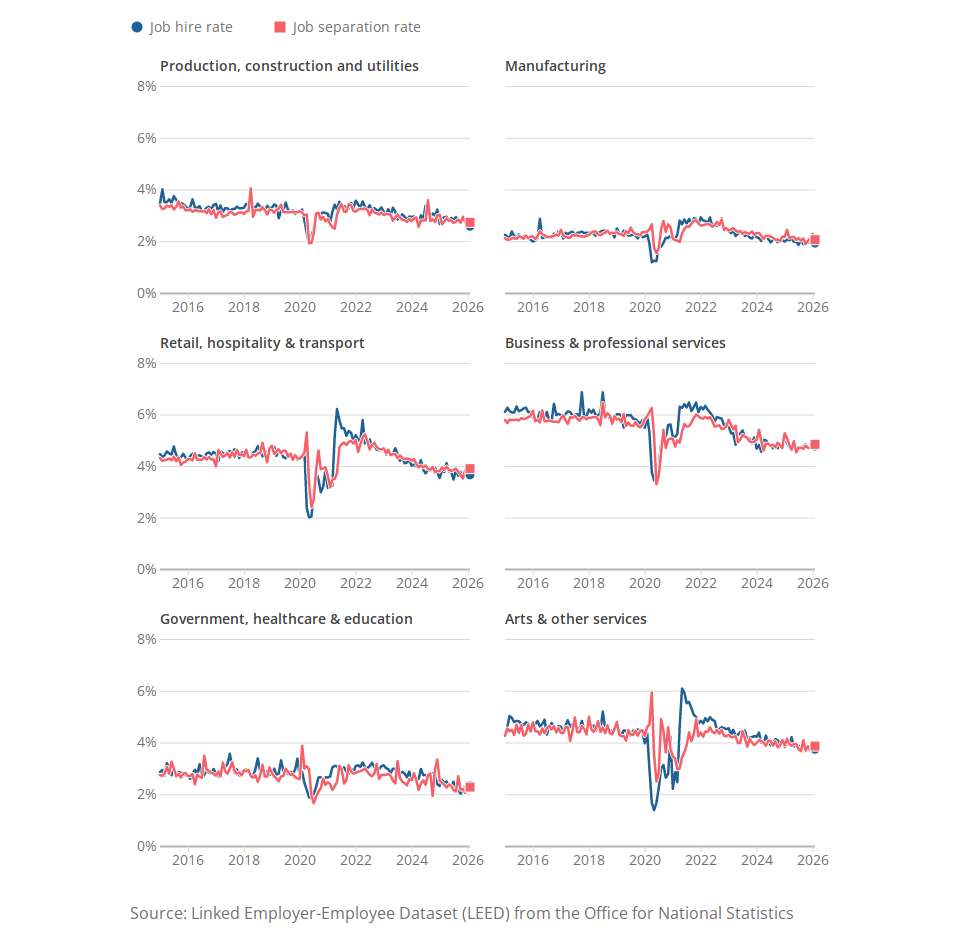 Job hire rate Job separation rate
Production, construction and utilities Manufacturing
8%
6%
4%
2%
0%
2016 2018 2020 2022 2024 2026 2016 2018 2020 2022 2024 2026
Retail, hospitality & transport Business & professional services
8%
6%
4%
2%
0%
2016 2018 2020 2022 2024 2026 2016 2018 2020 2022 2024 2026
Government, healthcare & education Arts & other services
8%
6%
4%
2%
0%
2016 2018 2020 2022 2024 2026 2016 2018 2020 2022 2024 2026
Source: Linked Employer-Employee Dataset (LEED) from the Office for National Statistics